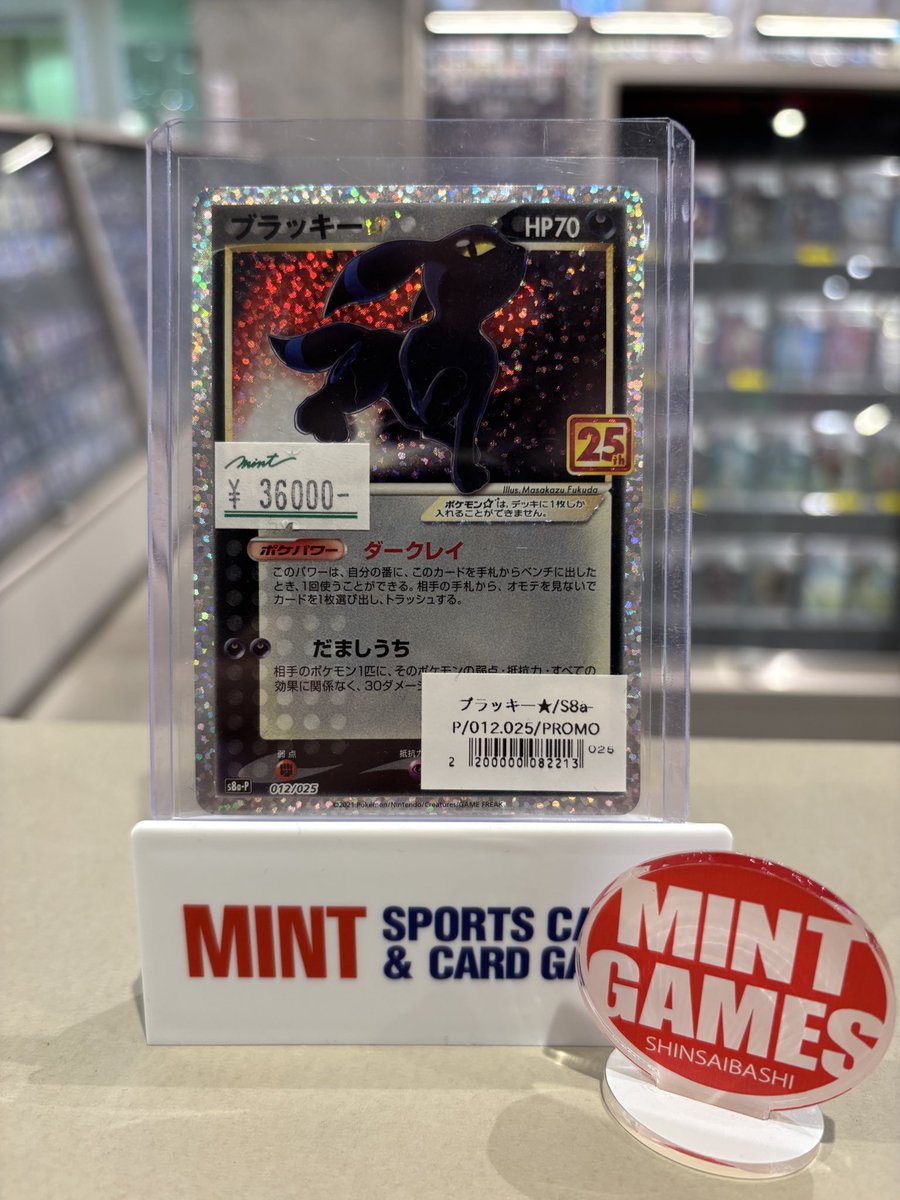 ブラッキー☆
HP70
25th
mint
¥ 36000-
Illus. Masakazu Fukuda
ポケモン☆は、デッキに1枚しか
入れることができません。
ポケパワー ダークレイ
このパワーは、自分の番に、このカードを手札からベンチに出した
とき、1回使うことができる。相手の手札から、オモテを見ないで
カードを1枚選び出し、トラッシュする。
だましうち
相手のポケモン1匹に、そのポケモンの弱点・抵抗力・すべての
効果に関係なく、30ダメー
ブラッキー★/S8a-
P/012.025/PROMO
025
2 200000 082213
弱点
抵抗力
s8a-P
012/025
©2021 Pokémon/Nintendo/Creatures/GAME FREAK
MINT SPORTS CA
& CARD GA
MINT
GAMES
SHINSAIBASHI